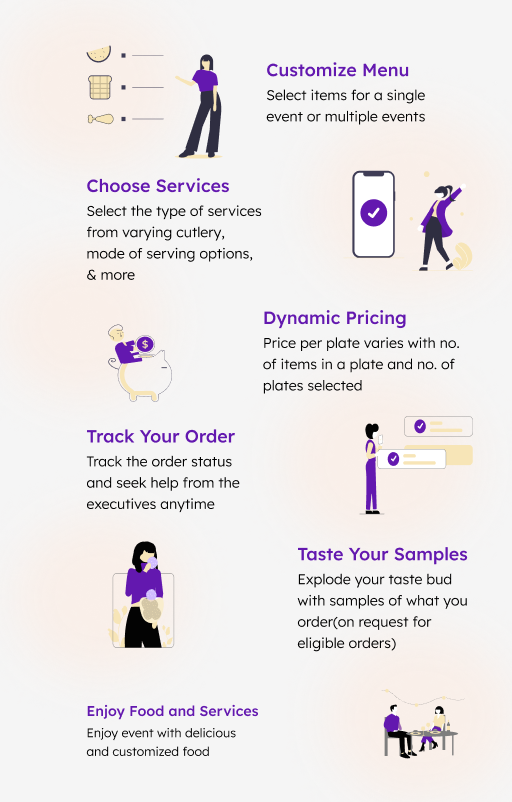 Customize Menu
Select items for a single
event or multiple events
Choose Services
Select the type of services
from varying cutlery,
mode of serving options,
& more
Dynamic Pricing
Price per plate varies with no.
of items in a plate and no. of
plates selected
$
Track Your Order
Track the order status
and seek help from the
executives anytime
Taste Your Samples
Explode your taste bud
with samples of what you
order(on request for
eligible orders)
Enjoy Food and Services
Enjoy event with delicious
and customized food